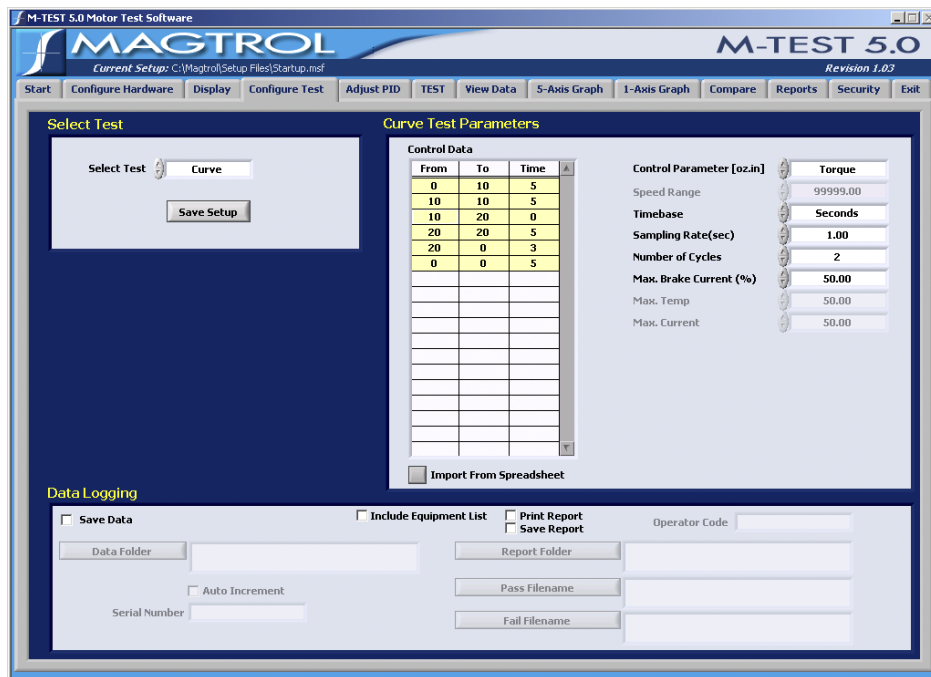 M-TEST 5.0 Motor Test Software
MAGTROL
M-TEST 5.0
Current Setup: C:\Magtrol\Setup Files\Startup.msf
Revision 1.03
Start Configure Hardware Display Configure Test Adjust PID TEST View Data 5-Axis Graph 1-Axis Graph Compare Reports Security Exit
Select Test
Select Test Curve
Save Setup
Curve Test Parameters
Control Data
From To Time
0 10 5
10 10 5
10 20 0
20 20 5
20 0 3
0 0 5
Import From Spreadsheet
Control Parameter [oz.in] Torque
Speed Range 99999.00
Timebase Seconds
Sampling Rate(sec) 1.00
Number of Cycles 2
Max. Brake Current (%) 50.00
Max. Temp 50.00
Max. Current 50.00
Data Logging
Save Data
Include Equipment List
Print Report
Save Report
Operator Code
Data Folder
Report Folder
Auto Increment
Pass Filename
Serial Number
Fail Filename